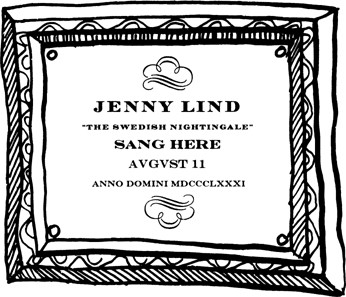 JENNY LIND
"THE SWEDISH NIGHTINGALE"
SANG HERE
AVGVST 11
ANNO DOMINI MDCCCLXXXI